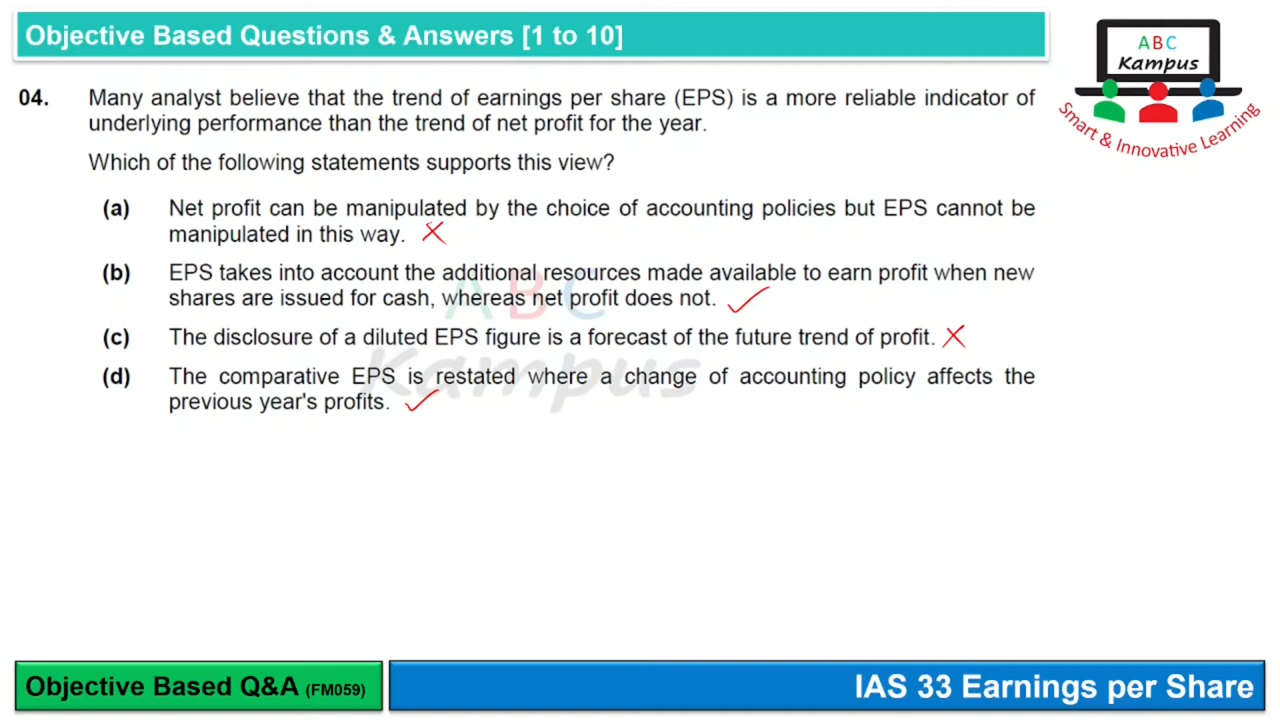 Objective Based Questions & Answers [1 to 10]
ABC
Kampus
Smart & Innovative Learning
04. Many analyst believe that the trend of earnings per share (EPS) is a more reliable indicator of
underlying performance than the trend of net profit for the year.
Which of the following statements supports this view?
(a) Net profit can be manipulated by the choice of accounting policies but EPS cannot be
manipulated in this way.
(b) EPS takes into account the additional resources made available to earn profit when new
shares are issued for cash, whereas net profit does not.
(c) The disclosure of a diluted EPS figure is a forecast of the future trend of profit.
(d) The comparative EPS is restated where a change of accounting policy affects the
previous year's profits.
ABC
Kampus
Objective Based Q&A (FM059)
IAS 33 Earnings per Share